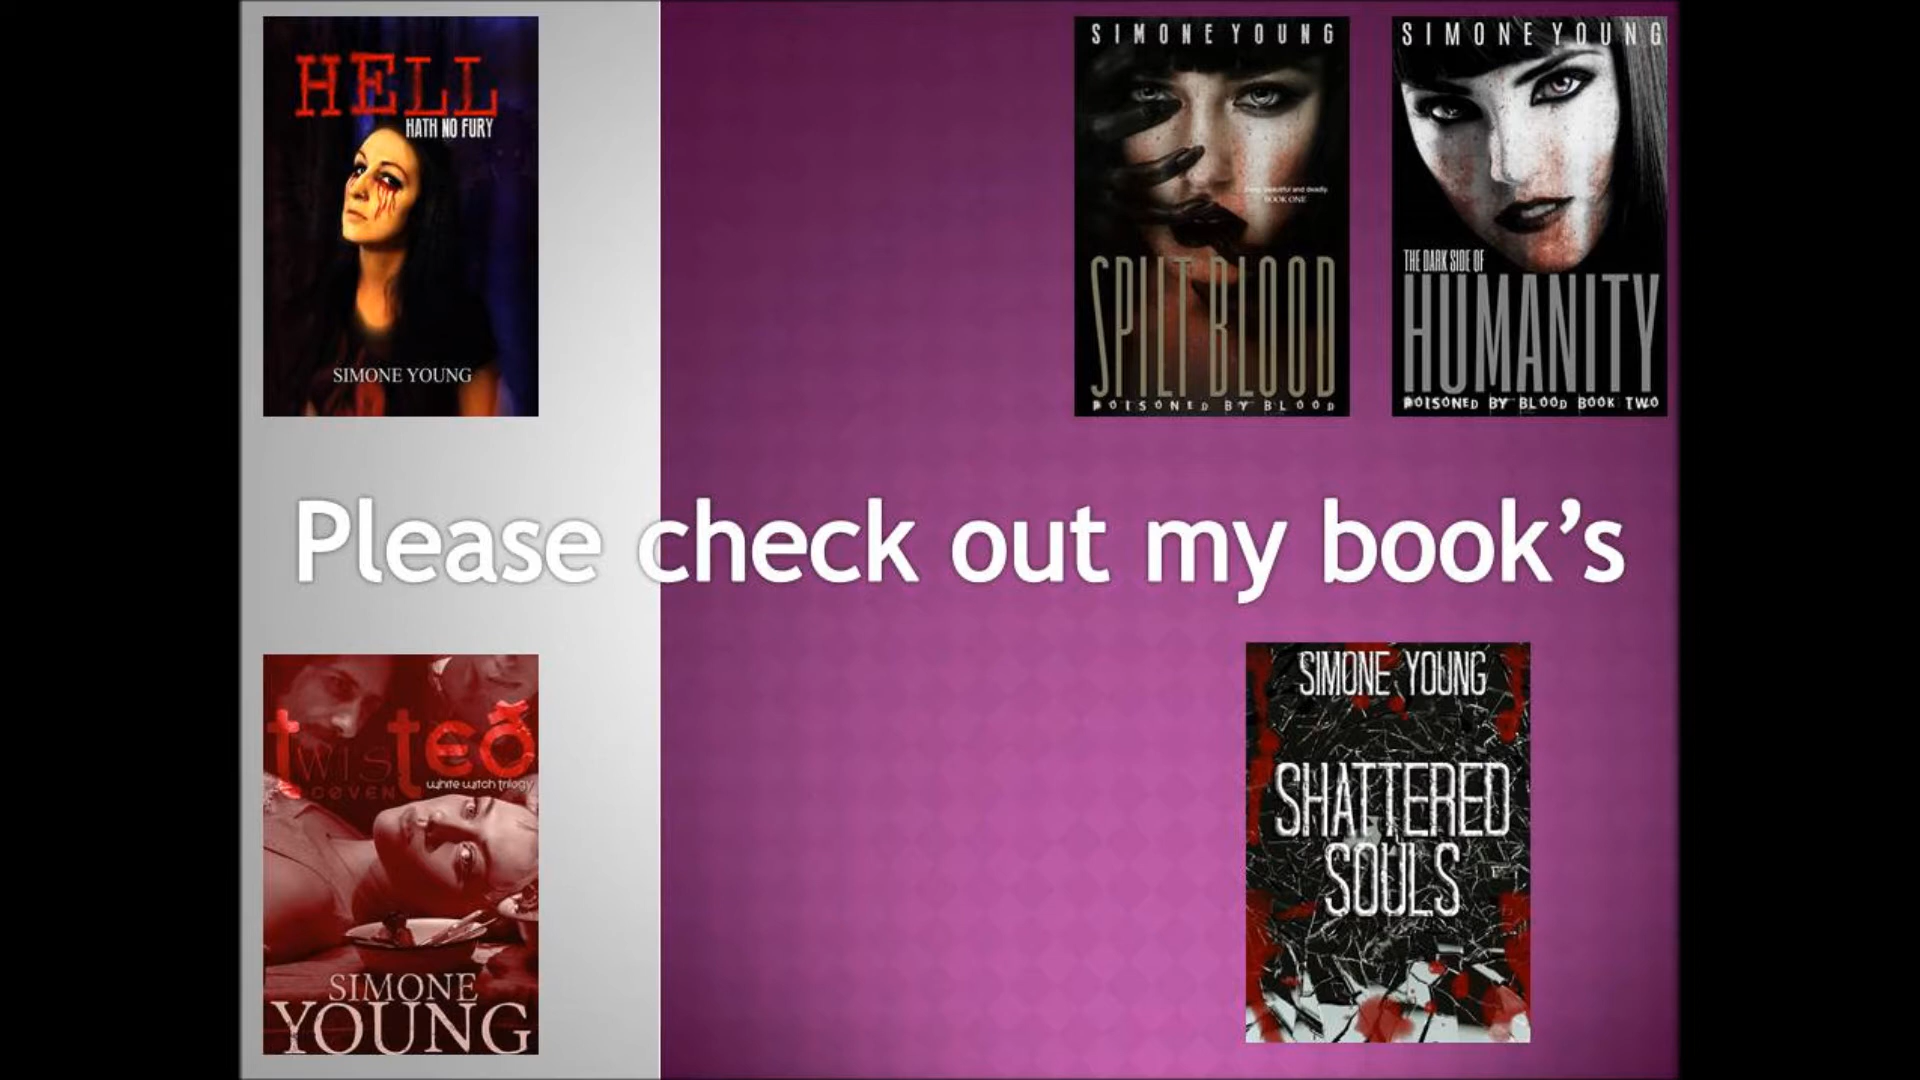 HELL
HATH NO FURY
SIMONE YOUNG
SIMONE YOUNG
BOOK ONE
SPILT BLOOD
POISONED BY BLOOD
SIMONE YOUNG
THE DARK SIDE OF
HUMANITY
POISONED BY BLOOD BOOK TWO
Please check out my book’s
twisted
COVEN
white witch trilogy
SIMONE
YOUNG
SIMONE YOUNG
SHATTERED
SOULS